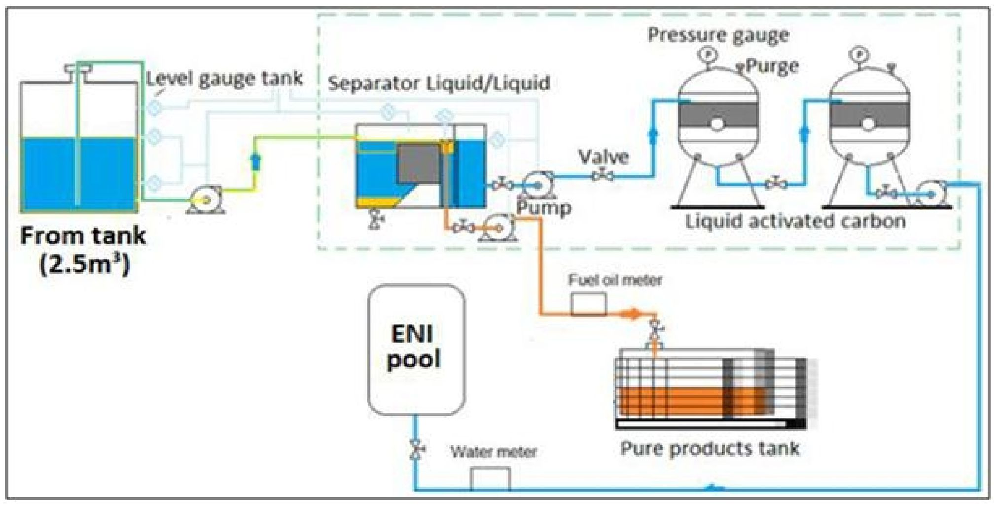 Pressure gauge
P
P
Purge
Level gauge tank
Separator Liquid/Liquid
Valve
Pump
Liquid activated carbon
From tank
(2.5m³)
Fuel oil meter
ENI
pool
Pure products tank
Water meter